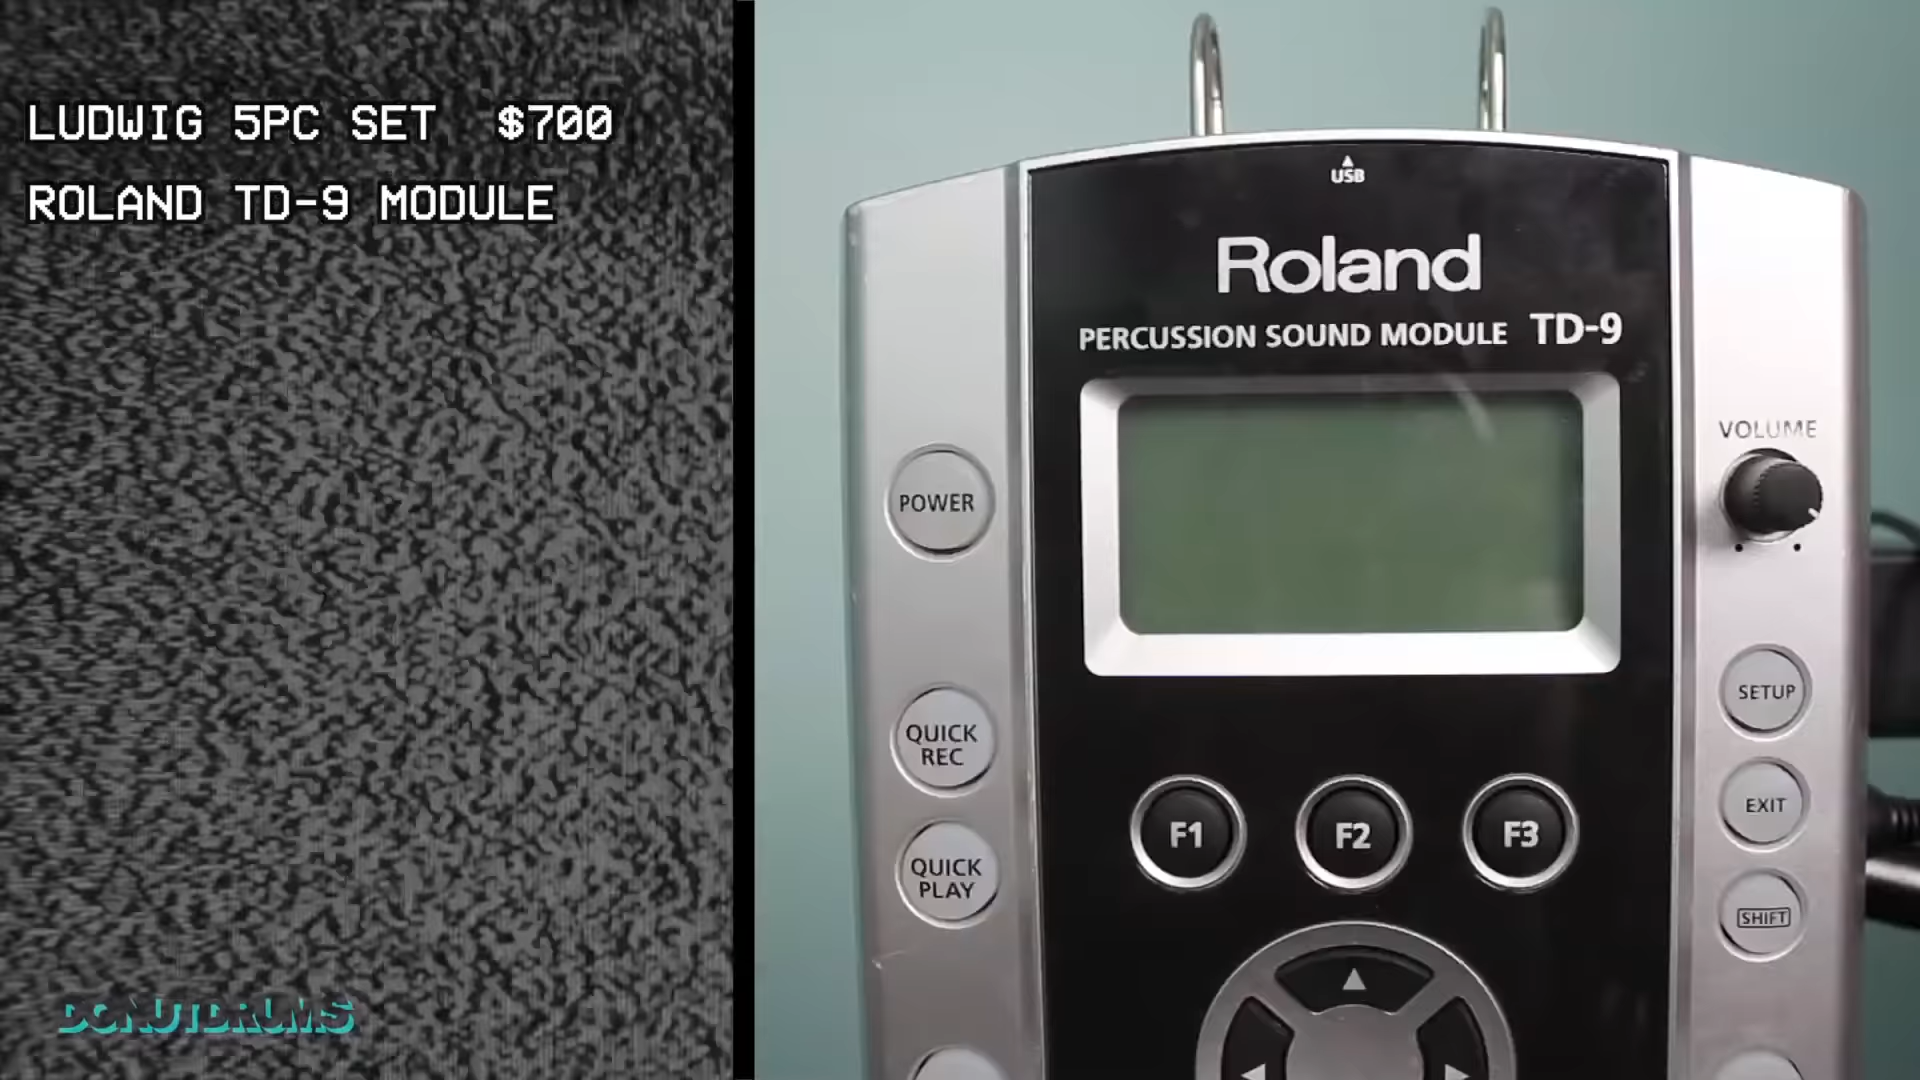 LUDWIG 5PC SET $700
ROLAND TD-9 MODULE
DONUTDRUMS
USB
Roland
PERCUSSION SOUND MODULE TD-9
VOLUME
POWER
SETUP
QUICK
REC
EXIT
F1 F2 F3
QUICK
PLAY
SHIFT